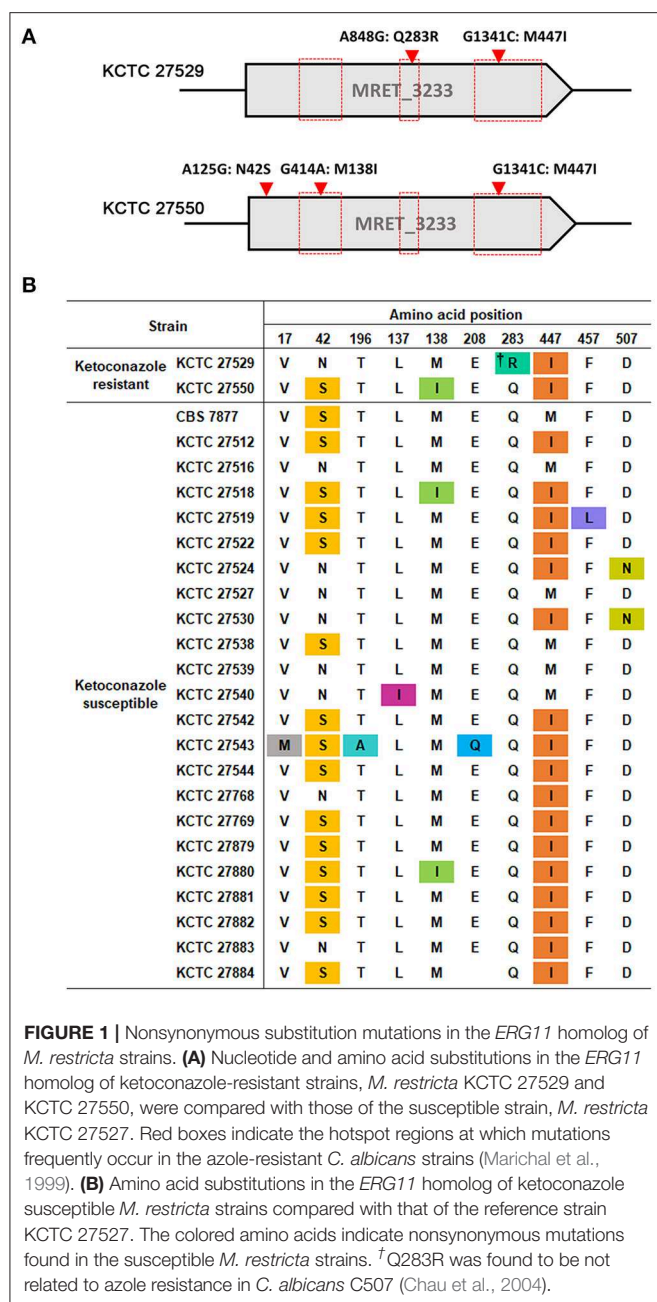 A
A848G: Q283R G1341C: M447I
KCTC 27529
MRET_3233
A125G: N42S G414A: M138I G1341C: M447I
KCTC 27550
MRET_3233
B
Strain Amino acid position
17 42 196 137 138 208 283 447 457 507
Ketoconazole resistant
KCTC 27529 V N T L M E †R I F D
KCTC 27550 V S T L I E Q I F D
Ketoconazole susceptible
CBS 7877 V S T L M E Q M F D
KCTC 27512 V S T L M E Q I F D
KCTC 27516 V N T L M E Q M F D
KCTC 27518 V S T L I E Q I F D
KCTC 27519 V S T L M E Q I L D
KCTC 27522 V S T L M E Q I F D
KCTC 27524 V N T L M E Q I F N
KCTC 27527 V N T L M E Q M F D
KCTC 27530 V N T L M E Q I F N
KCTC 27538 V S T L M E Q M F D
KCTC 27539 V N T L M E Q M F D
KCTC 27540 V N T I M E Q M F D
KCTC 27542 V S T L M E Q I F D
KCTC 27543 M S A L M Q Q I F D
KCTC 27544 V S T L M E Q I F D
KCTC 27768 V N T L M E Q I F D
KCTC 27769 V S T L M E Q I F D
KCTC 27879 V S T L M E Q I F D
KCTC 27880 V S T L I E Q I F D
KCTC 27881 V S T L M E Q I F D
KCTC 27882 V S T L M E Q I F D
KCTC 27883 V N T L M E Q I F D
KCTC 27884 V S T L M Q I F D
FIGURE 1 | Nonsynonymous substitution mutations in the ERG11 homolog of
M. restricta strains. (A) Nucleotide and amino acid substitutions in the ERG11
homolog of ketoconazole-resistant strains, M. restricta KCTC 27529 and
KCTC 27550, were compared with those of the susceptible strain, M. restricta
KCTC 27527. Red boxes indicate the hotspot regions at which mutations
frequently occur in the azole-resistant C. albicans strains (Marichal et al.,
1999). (B) Amino acid substitutions in the ERG11 homolog of ketoconazole
susceptible M. restricta strains compared with that of the reference strain
KCTC 27527. The colored amino acids indicate nonsynonymous mutations
found in the susceptible M. restricta strains. †Q283R was found to be not
related to azole resistance in C. albicans C507 (Chau et al., 2004).